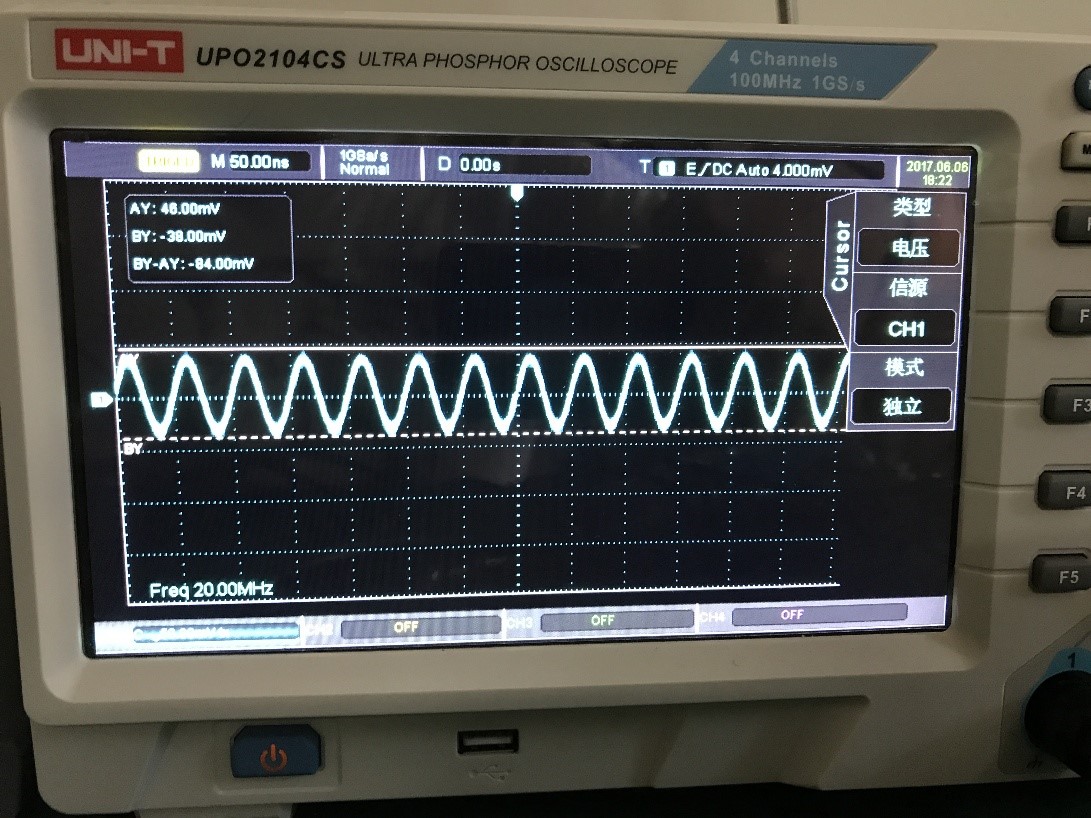 UNI-T UPO2104CS ULTRA PHOSPHOR OSCILLOSCOPE
4 Channels
100MHz 1GS/s
TRIGED M 50.00ns
1GSa/s
Normal
D 0.00s
T 1 E DC Auto 4.000mV
2017.06.06
18:22
AY: 46.00mV
BY: -38.00mV
BY-AY: -84.00mV
Cursor
类型
电压
信源
CH1
模式
独立
1
AY
BY
Freq 20.00MHz
OFF
CH3 OFF
CH4 OFF
F3
F4
F5
1